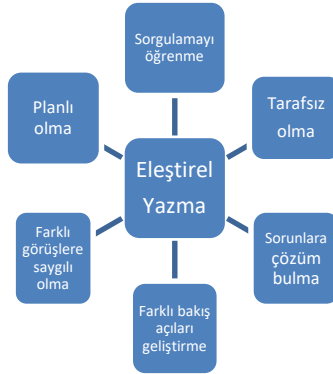 Sorgulamayı
öğrenme
Planlı
olma
Tarafsız
olma
Eleştirel
Yazma
Farklı
görüşlere
saygılı
olma
Sorunlara
çözüm
bulma
Farklı bakış
açıları
geliştirme